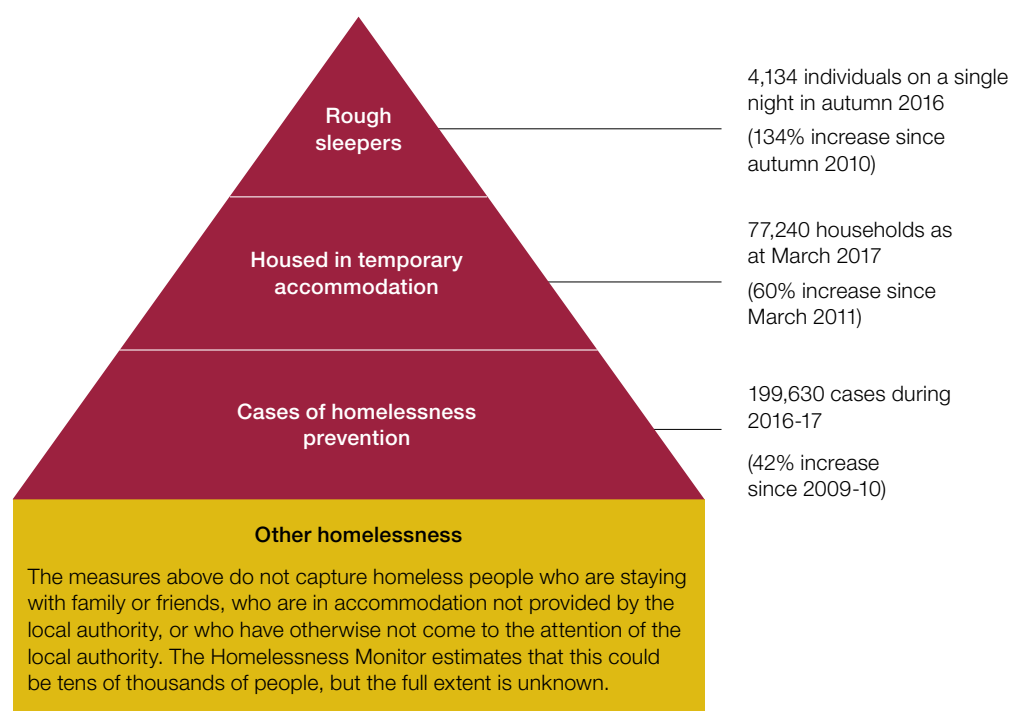 Rough
sleepers
4,134 individuals on a single
night in autumn 2016
(134% increase since
autumn 2010)
Housed in temporary
accommodation
77,240 households as
at March 2017
(60% increase since
March 2011)
Cases of homelessness
prevention
199,630 cases during
2016-17
(42% increase
since 2009-10)
Other homelessness
The measures above do not capture homeless people who are staying
with family or friends, who are in accommodation not provided by the
local authority, or who have otherwise not come to the attention of the
local authority. The Homelessness Monitor estimates that this could
be tens of thousands of people, but the full extent is unknown.